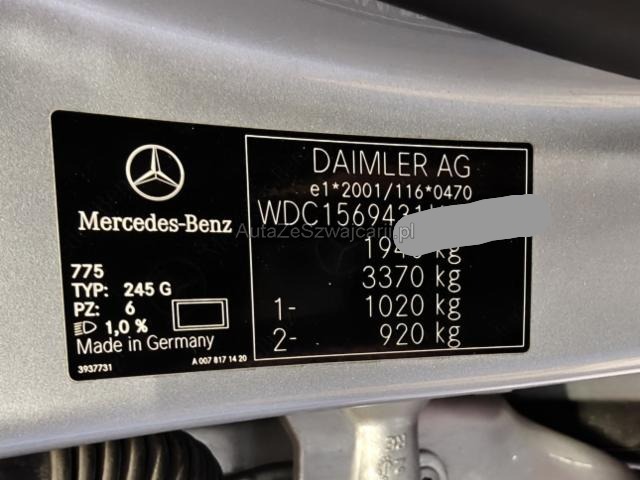 Mercedes-Benz
775
TYP: 245 G
PZ: 6
1,0 %
Made in Germany
3937731
A 007 817 14 20
DAIMLER AG
e1*2001/116*0470
WDC1569431
AutaZeSzwajcarii.pl
kg
3370 kg
1- 1020 kg
2- 920 kg